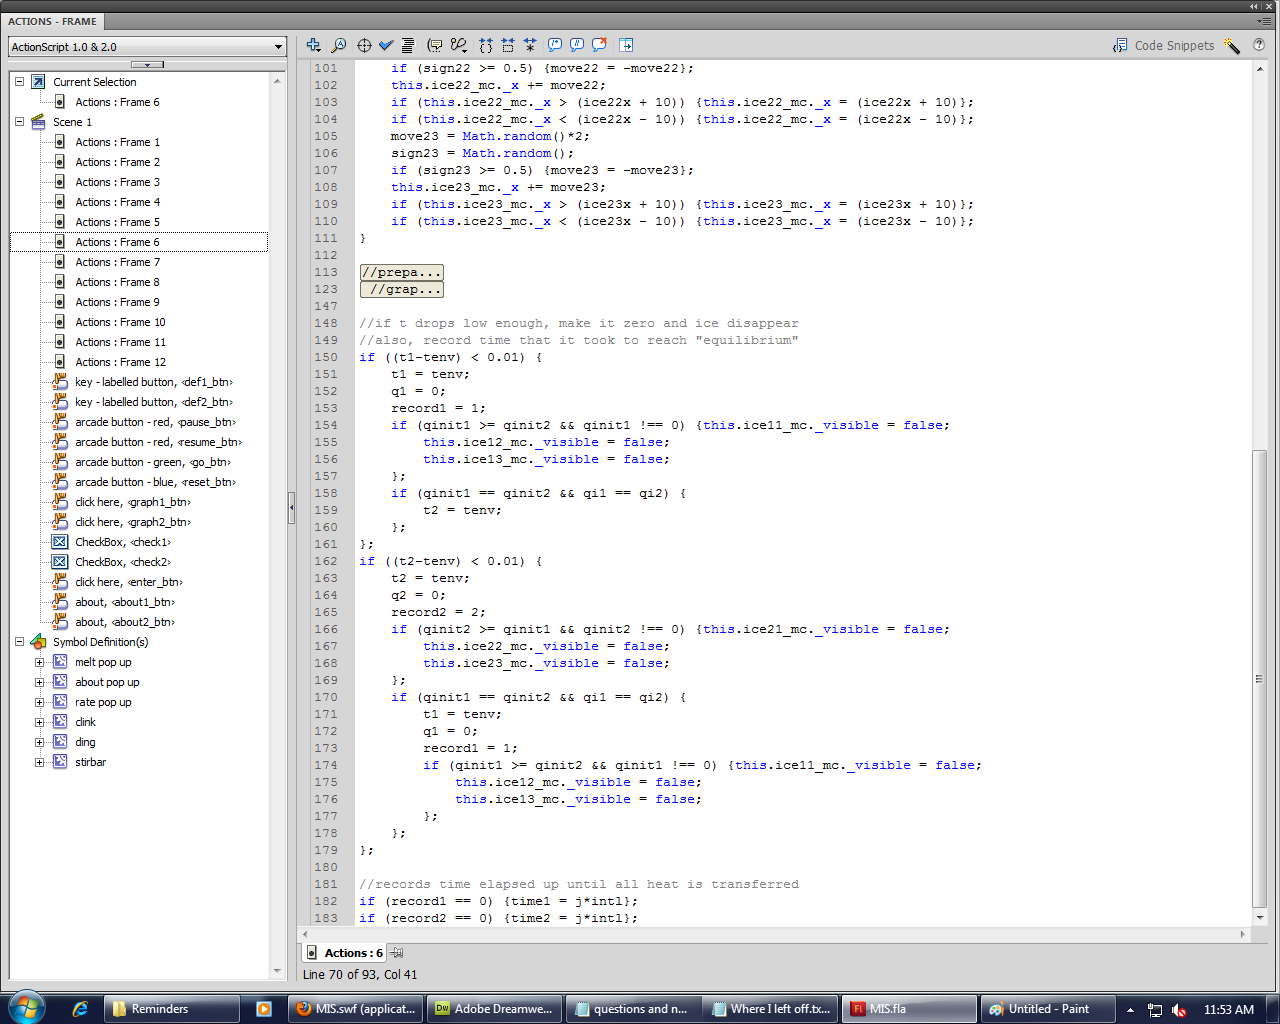 ACTIONS - FRAME
ActionScript 1.0 & 2.0
Code Snippets
Current Selection
Actions : Frame 6
Scene 1
Actions : Frame 1
Actions : Frame 2
Actions : Frame 3
Actions : Frame 4
Actions : Frame 5
Actions : Frame 6
Actions : Frame 7
Actions : Frame 8
Actions : Frame 9
Actions : Frame 10
Actions : Frame 11
Actions : Frame 12
key - labelled button, <def1_btn>
key - labelled button, <def2_btn>
arcade button - red, <pause_btn>
arcade button - red, <resume_btn>
arcade button - green, <go_btn>
arcade button - blue, <reset_btn>
click here, <graph1_btn>
click here, <graph2_btn>
CheckBox, <check1>
CheckBox, <check2>
click here, <enter_btn>
about, <about1_btn>
about, <about2_btn>
Symbol Definition(s)
melt pop up
about pop up
rate pop up
clink
ding
stirbar
101 if (sign22 >= 0.5) {move22 = -move22};
102 this.ice22_mc._x += move22;
103 if (this.ice22_mc._x > (ice22x + 10)) {this.ice22_mc._x = (ice22x + 10)};
104 if (this.ice22_mc._x < (ice22x - 10)) {this.ice22_mc._x = (ice22x - 10)};
105 move23 = Math.random()*2;
106 sign23 = Math.random();
107 if (sign23 >= 0.5) {move23 = -move23};
108 this.ice23_mc._x += move23;
109 if (this.ice23_mc._x > (ice23x + 10)) {this.ice23_mc._x = (ice23x + 10)};
110 if (this.ice23_mc._x < (ice23x - 10)) {this.ice23_mc._x = (ice23x - 10)};
111 }
112
113 //prepa...
123 //grap...
147
148 //if t drops low enough, make it zero and ice disappear
149 //also, record time that it took to reach "equilibrium"
150 if ((t1-tenv) < 0.01) {
151 t1 = tenv;
152 q1 = 0;
153 record1 = 1;
154 if (qinit1 >= qinit2 && qinit1 !== 0) {this.ice11_mc._visible = false;
155 this.ice12_mc._visible = false;
156 this.ice13_mc._visible = false;
157 };
158 if (qinit1 == qinit2 && qi1 == qi2) {
159 t2 = tenv;
160 };
161 };
162 if ((t2-tenv) < 0.01) {
163 t2 = tenv;
164 q2 = 0;
165 record2 = 2;
166 if (qinit2 >= qinit1 && qinit2 !== 0) {this.ice21_mc._visible = false;
167 this.ice22_mc._visible = false;
168 this.ice23_mc._visible = false;
169 };
170 if (qinit1 == qinit2 && qi1 == qi2) {
171 t1 = tenv;
172 q1 = 0;
173 record1 = 1;
174 if (qinit1 >= qinit2 && qinit1 !== 0) {this.ice11_mc._visible = false;
175 this.ice12_mc._visible = false;
176 this.ice13_mc._visible = false;
177 };
178 };
179 };
180
181 //records time elapsed up until all heat is transferred
182 if (record1 == 0) {time1 = j*intl};
183 if (record2 == 0) {time2 = j*intl};
Actions : 6
Line 70 of 93, Col 41
Reminders
MIS.swf (applicat...
Adobe Dreamwe...
questions and n...
Where I left off.tx...
MIS.fla
Untitled - Paint
11:53 AM